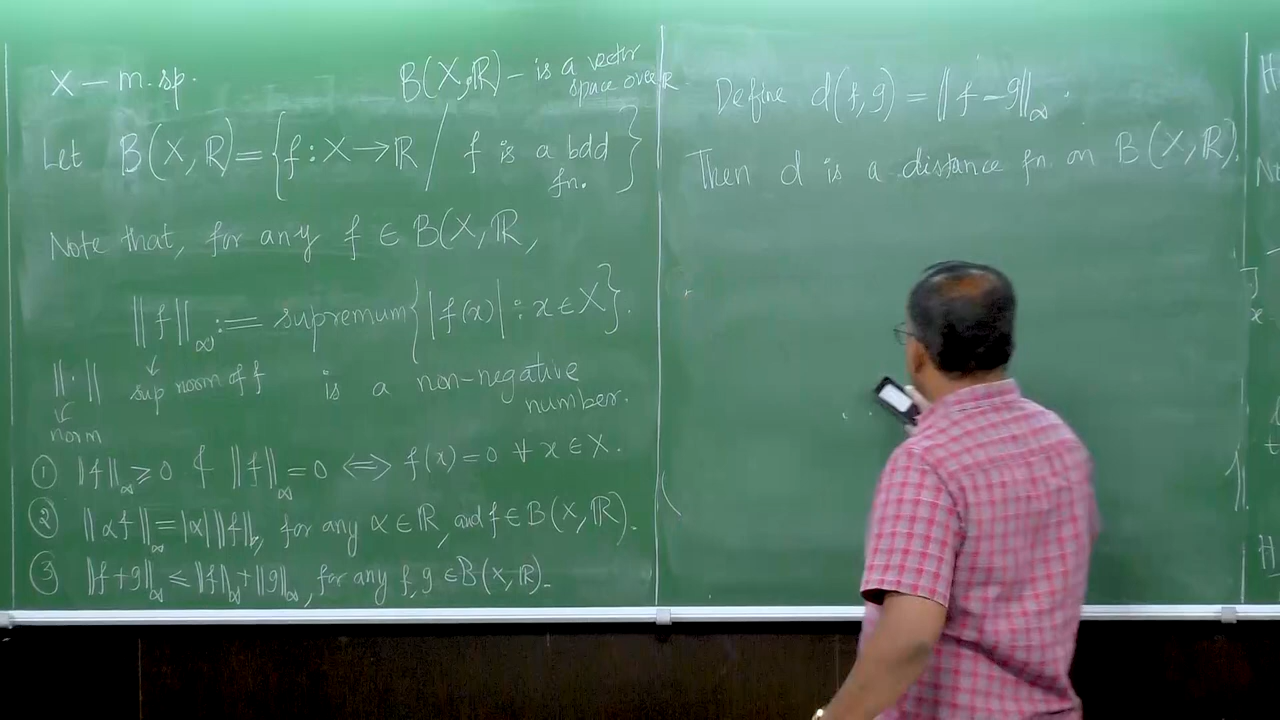 X – m. sp.
B(X,ℝ) – is a vector
space over ℝ
Let B(X, ℝ) = {f : X → ℝ / f is a bdd
fn. }
Note that, for any f ∈ B(X, ℝ,
||f||∞ := supremum{|f(x)| : x ∈ X}.
||·|| sup norm of f is a non-negative
number.
norm
① ||f||∞ ≥ 0 & ||f||∞ = 0 ⟺ f(x) = 0 ∀ x ∈ X.
② ||αf||∞ = |α| ||f||∞, for any α ∈ ℝ, and f ∈ B(X, ℝ).
③ ||f+g||∞ ≤ ||f||∞ + ||g||∞, for any f, g ∈ B(X, ℝ).
Define d(f, g) = ||f – g||∞.
Then d is a distance fn. on B(X, ℝ).